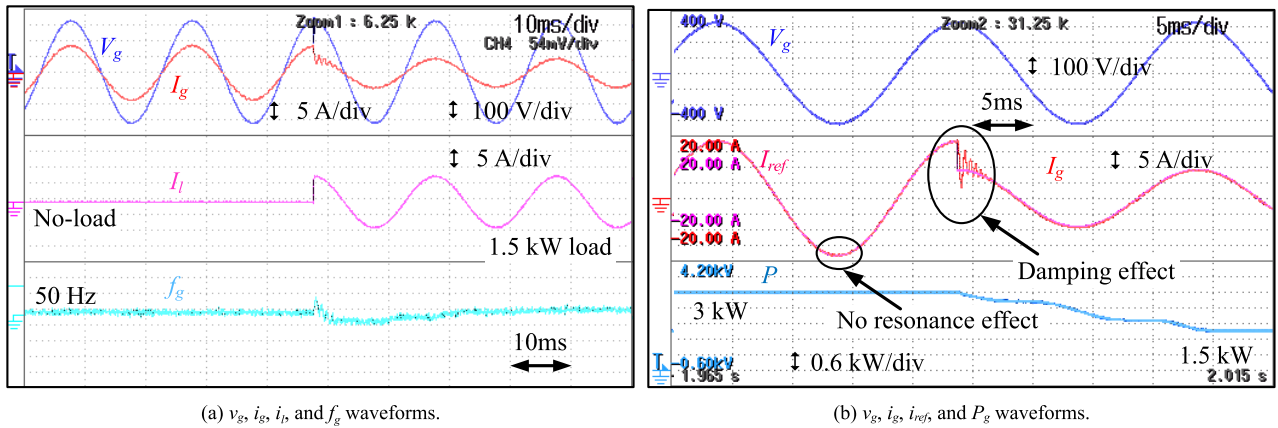 Zoom1 : 6.25 k
10ms/div
CH4 54mV/div
Vg
Ig
5 A/div
100 V/div
5 A/div
Il
No-load
1.5 kW load
50 Hz
fg
10ms
(a) vg, ig, il, and fg waveforms.
400 V
Zoom2 : 31.25 k
5ms/div
Vg
100 V/div
-400 V
5ms
20.00 A
20.00 A
Iref
Ig
5 A/div
-20.00 A
-20.00 A
Damping effect
4.20kV
P
3 kW
No resonance effect
1.5 kW
-0.60kV
0.6 kW/div
1.965 s
2.015 s
(b) vg, ig, iref, and Pg waveforms.